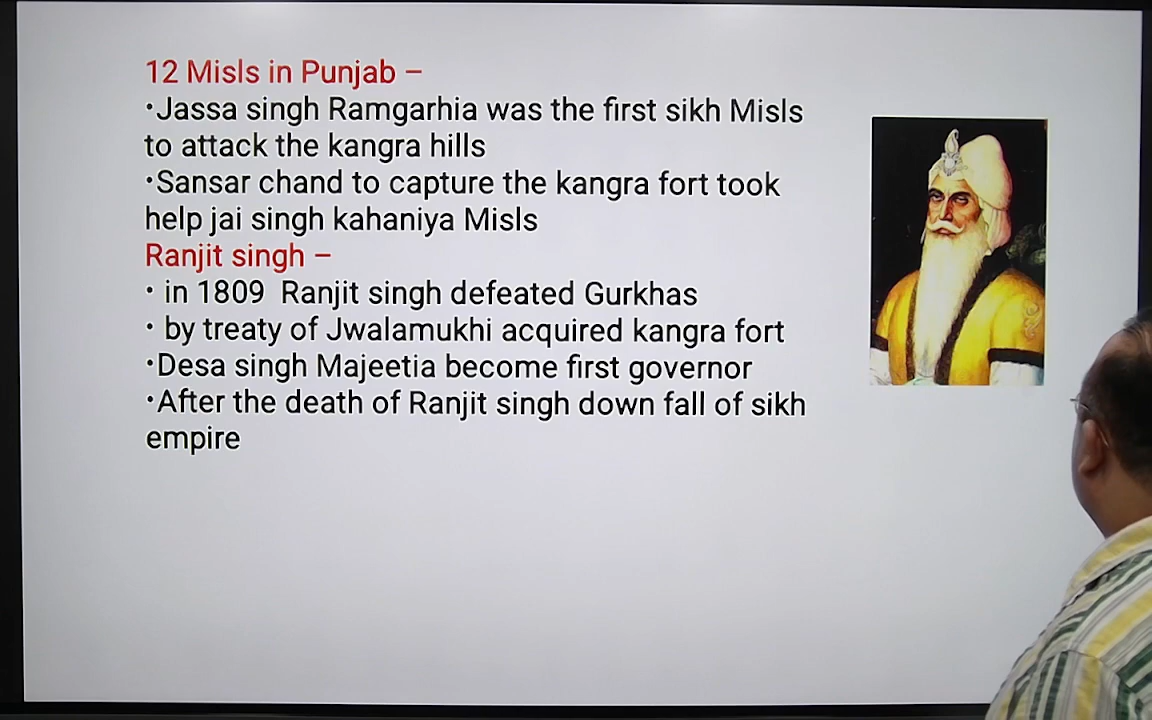 12 Misls in Punjab –
•Jassa singh Ramgarhia was the first sikh Misls
to attack the kangra hills
•Sansar chand to capture the kangra fort took
help jai singh kahaniya Misls
Ranjit singh –
• in 1809 Ranjit singh defeated Gurkhas
• by treaty of Jwalamukhi acquired kangra fort
•Desa singh Majeetia become first governor
•After the death of Ranjit singh down fall of sikh
empire